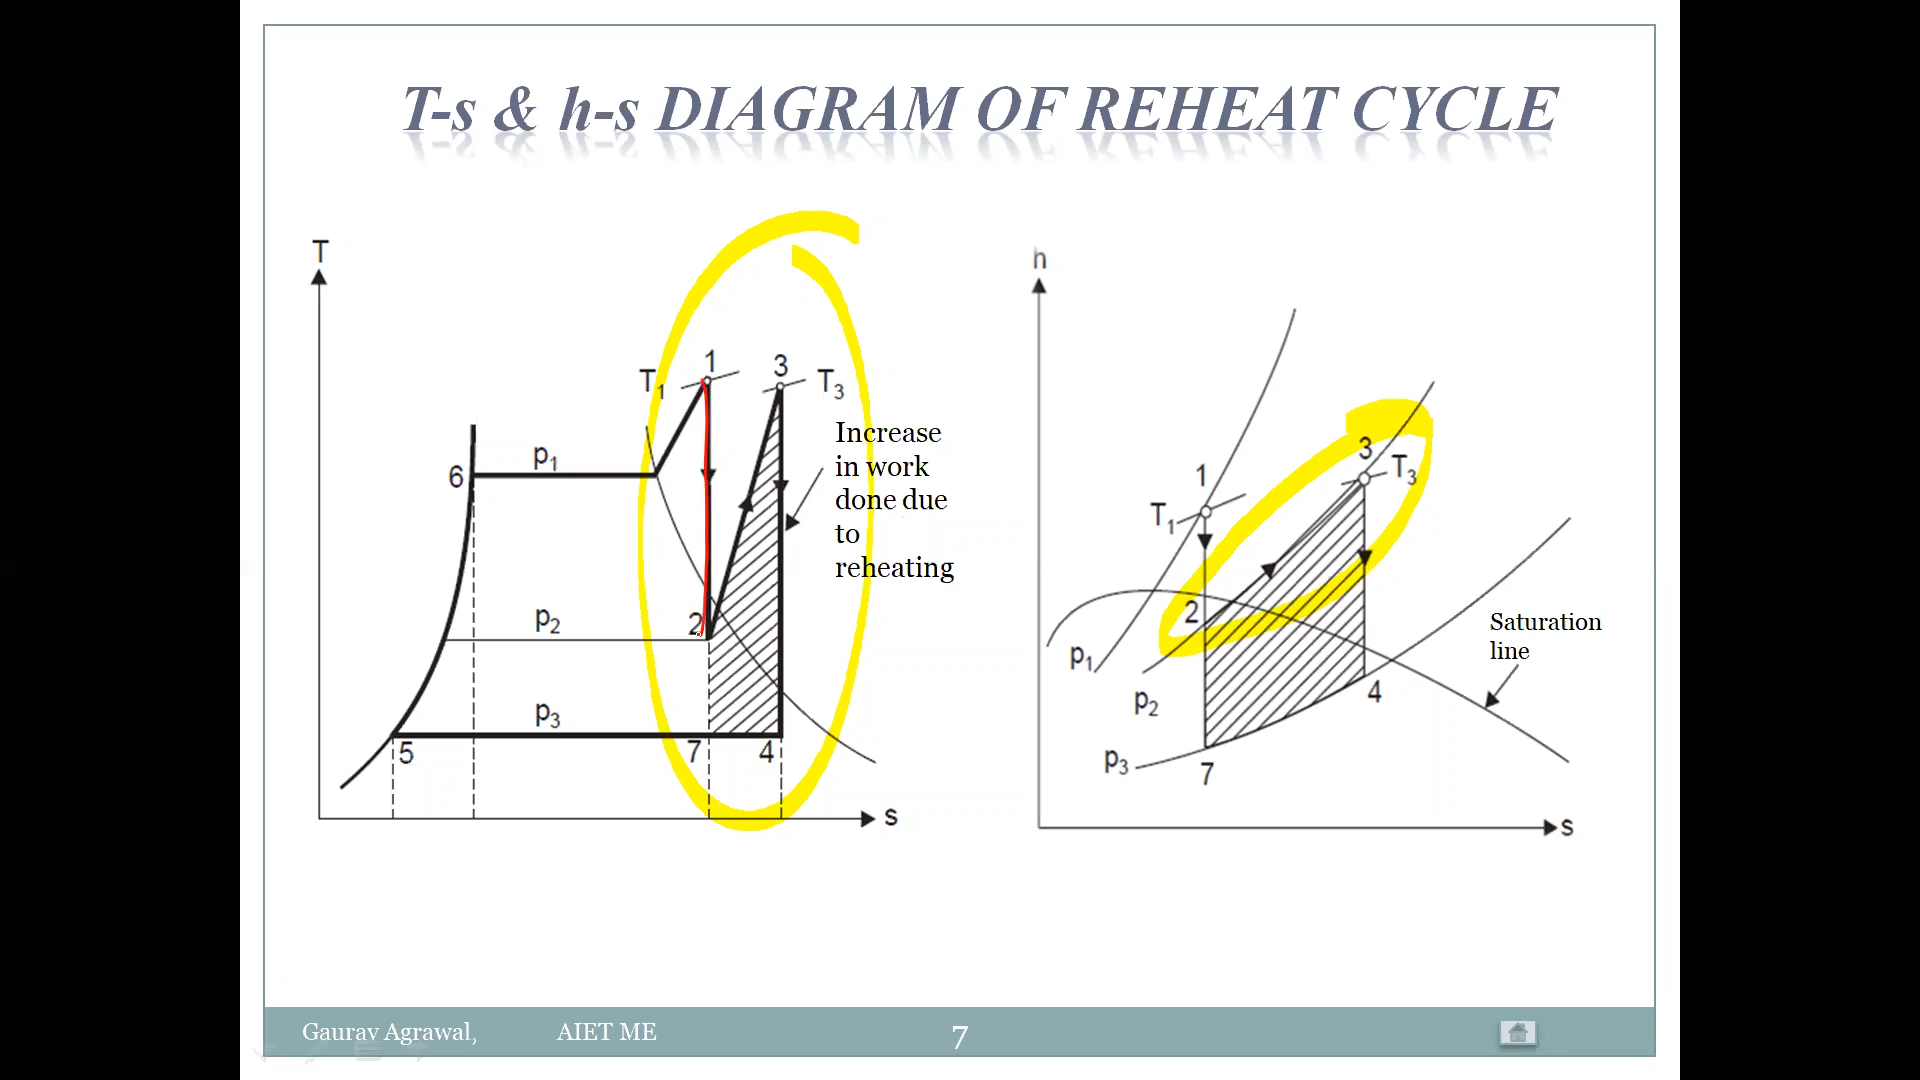 T-s & h-s DIAGRAM OF REHEAT CYCLE
T
1
3
T1
T3
Increase
in work
done due
to
reheating
p1
6
p2
2
p3
5
7
4
s
h
3
1
T3
T1
2
Saturation
line
p1
p2
4
p3
7
s
Gaurav Agrawal,
AIET ME
7